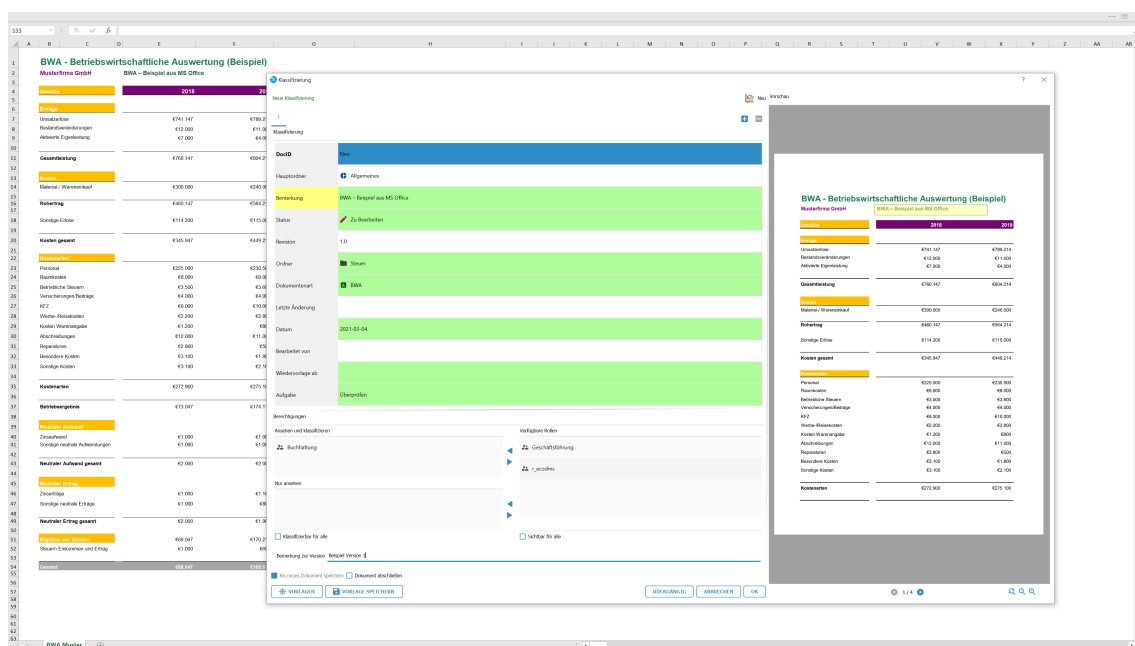 S33
A B C D E F G H I J K L M N O P Q R S T U V W X Y Z AA AB
BWA - Betriebswirtschaftliche Auswertung (Beispiel)
Musterfirma GmbH BWA – Beispiel aus MS Office
Umsätze 2018
Erträge
Umsatzerlöse €741.147
Bestandsveränderungen €12.000
Aktivierte Eigenleistung €7.000
Gesamtleistung €760.147
Kosten
Material-/ Wareneinkauf €300.000
Rohertrag €460.147
Sonstige Erlöse €114.200
Kosten gesamt €345.947
Kostenarten
Personal €225.000
Raumkosten €8.000
Betriebliche Steuern €3.500
Versicherungen/Beiträge €4.000
KFZ €8.000
Werbe-/Reisekosten €2.200
Kosten Warenangabe €1.200
Abschreibungen €12.000
Reparaturen €2.800
Besondere Kosten €3.100
Sonstige Kosten €3.100
Kostenarten €272.900
Betriebsergebnis €73.047
Neutraler Aufwand
Zinsaufwand €1.000
Sonstige neutrale Aufwendungen €1.000
Neutraler Aufwand gesamt €2.000
Neutraler Ertrag
Zinserträge €1.000
Sonstige neutrale Erträge €1.000
Neutraler Ertrag gesamt €2.000
Ergebnis vor Steuern €69.047
Steuern Einkommen und Ertrag €1.000
Gesamt €68.047
BWA Muster
Klassifizierung
Neue Klassifizierung
Neu
1
Klassifizierung
DocID Neu
Hauptordner Allgemeines
Bemerkung BWA – Beispiel aus MS Office
Status Zu Bearbeiten
Revision 1.0
Ordner Steuer
Dokumentenart BWA
Letzte Änderung
Datum 2021-03-04
Bearbeitet von
Wiedervorlage ab
Aufgabe Überprüfen
Berechtigungen
Ansehen und klassifizieren Verfügbare Rollen
Buchhaltung Geschäftsführung
r_ecodms
Nur ansehen
Klassifizierbar für alle Sichtbar für alle
Bemerkung zur Version Beispiel Version 1
Als neues Dokument speichern Dokument abschließen
VORLAGEN VORLAGE SPEICHERN RÜCKGÄNGIG ABBRECHEN OK
Vorschau
BWA - Betriebswirtschaftliche Auswertung (Beispiel)
Musterfirma GmbH BWA – Beispiel aus MS Office
Umsätze 2018 2019
Erträge
Umsatzerlöse €741.147 €789.214
Bestandsveränderungen €12.000 €11.000
Aktivierte Eigenleistung €7.000 €4.000
Gesamtleistung €760.147 €804.214
Kosten
Material-/ Wareneinkauf €300.000 €240.000
Rohertrag €460.147 €564.214
Sonstige Erlöse €114.200 €115.000
Kosten gesamt €345.947 €449.214
Kostenarten
Personal €225.000 €230.500
Raumkosten €8.000 €8.000
Betriebliche Steuern €3.500 €3.600
Versicherungen/Beiträge €4.000 €4.000
KFZ €8.000 €10.000
Werbe-/Reisekosten €2.200 €2.800
Kosten Warenangabe €1.200 €800
Abschreibungen €12.000 €11.000
Reparaturen €2.800 €500
Besondere Kosten €3.100 €1.800
Sonstige Kosten €3.100 €2.100
Kostenarten €272.900 €275.100
1 / 4